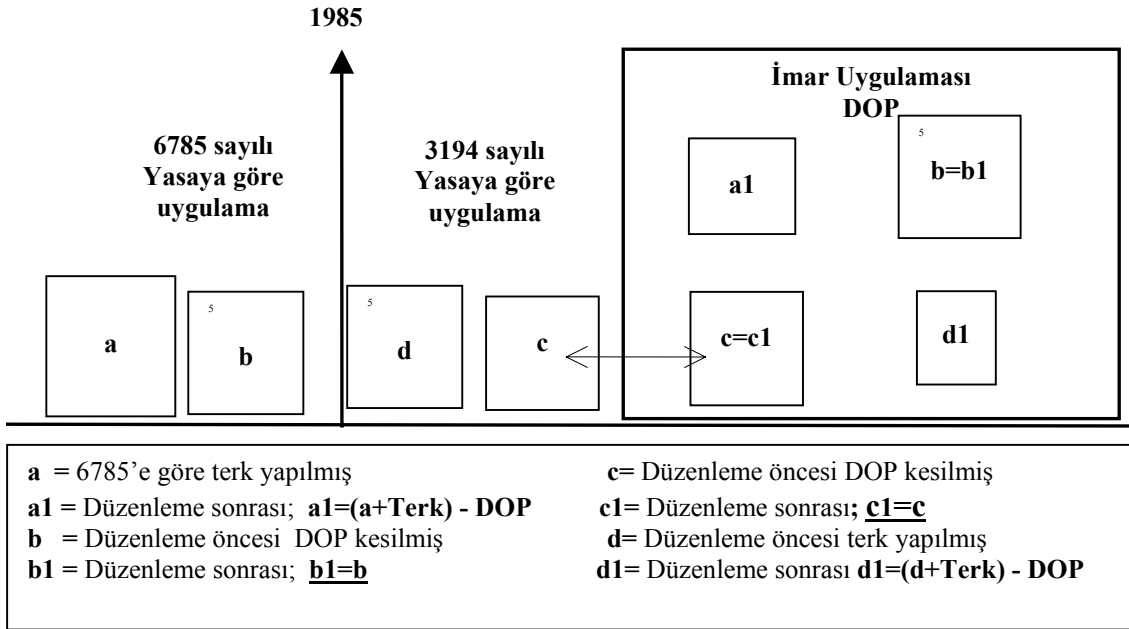 1985
6785 sayılı
Yasaya göre
uygulama
3194 sayılı
Yasaya göre
uygulama
İmar Uygulaması
DOP
a1
5
b=b1
a
5
b
5
d
c
c=c1
d1
a = 6785’e göre terk yapılmış
a1 = Düzenleme sonrası; a1=(a+Terk) - DOP
b = Düzenleme öncesi DOP kesilmiş
b1 = Düzenleme sonrası; b1=b
c= Düzenleme öncesi DOP kesilmiş
c1= Düzenleme sonrası; c1=c
d= Düzenleme öncesi terk yapılmış
d1= Düzenleme sonrası d1=(d+Terk) - DOP